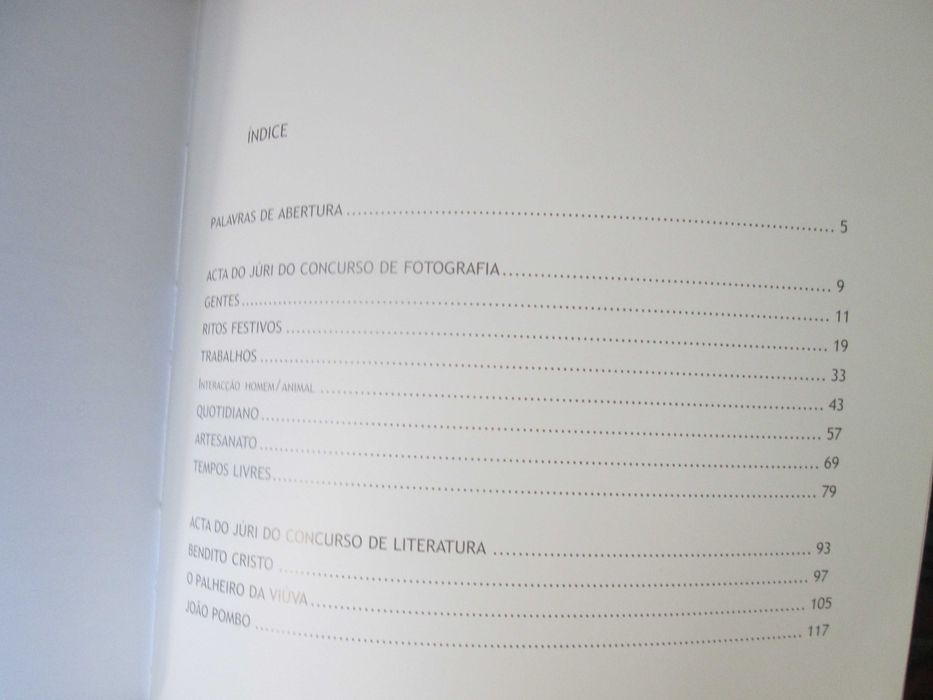 ÍNDICE
PALAVRAS DE ABERTURA ........ 5
ACTA DO JÚRI DO CONCURSO DE FOTOGRAFIA ........ 9
GENTES ........ 11
RITOS FESTIVOS ........ 19
TRABALHOS ........ 33
INTERACÇÃO HOMEM/ANIMAL ........ 43
QUOTIDIANO ........ 57
ARTESANATO ........ 69
TEMPOS LIVRES ........ 79
ACTA DO JÚRI DO CONCURSO DE LITERATURA ........ 93
BENDITO CRISTO ........ 97
O PALHEIRO DA VIÚVA ........ 105
JOÃO POMBO ........ 117